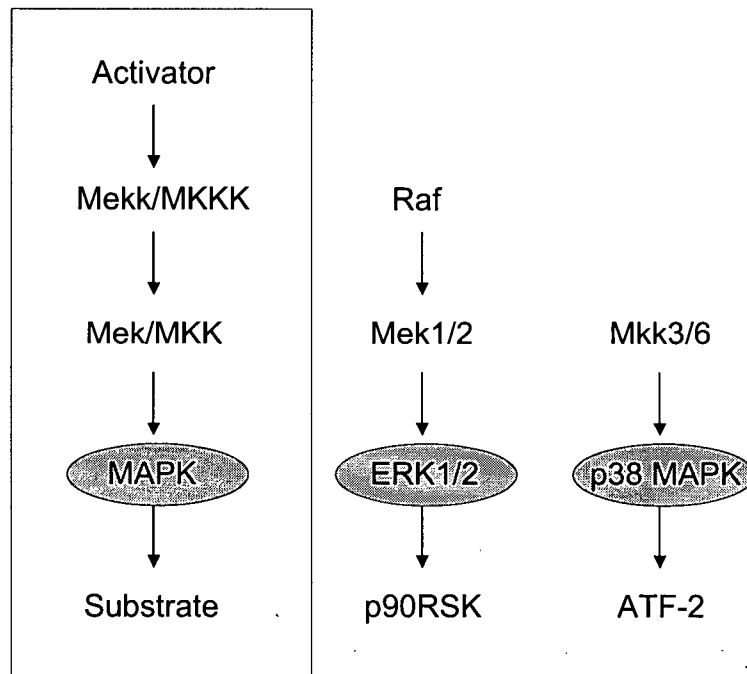 Activator
Mekk/MKKK
Raf
Mek/MKK
Mek1/2
Mkk3/6
MAPK
ERK1/2
p38 MAPK
Substrate
p90RSK
ATF-2